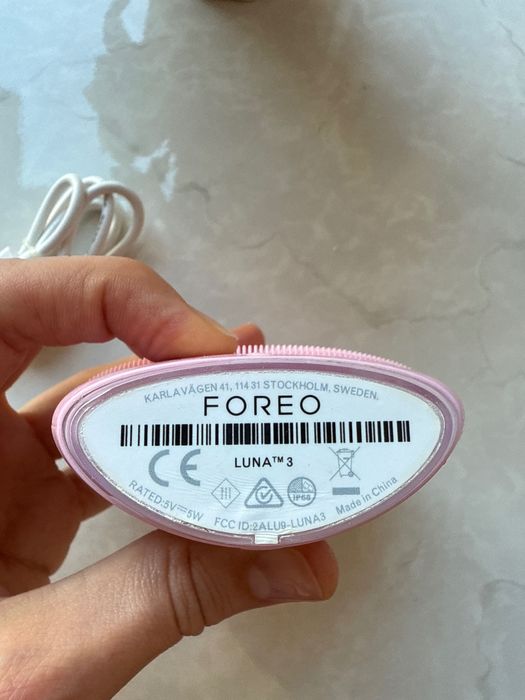 KARLAVÄGEN 41, 114 31 STOCKHOLM, SWEDEN.
FOREO
CE
LUNA™ 3
IP68
RATED:5V⎓5W
FCC ID:2ALU9-LUNA3
Made in China